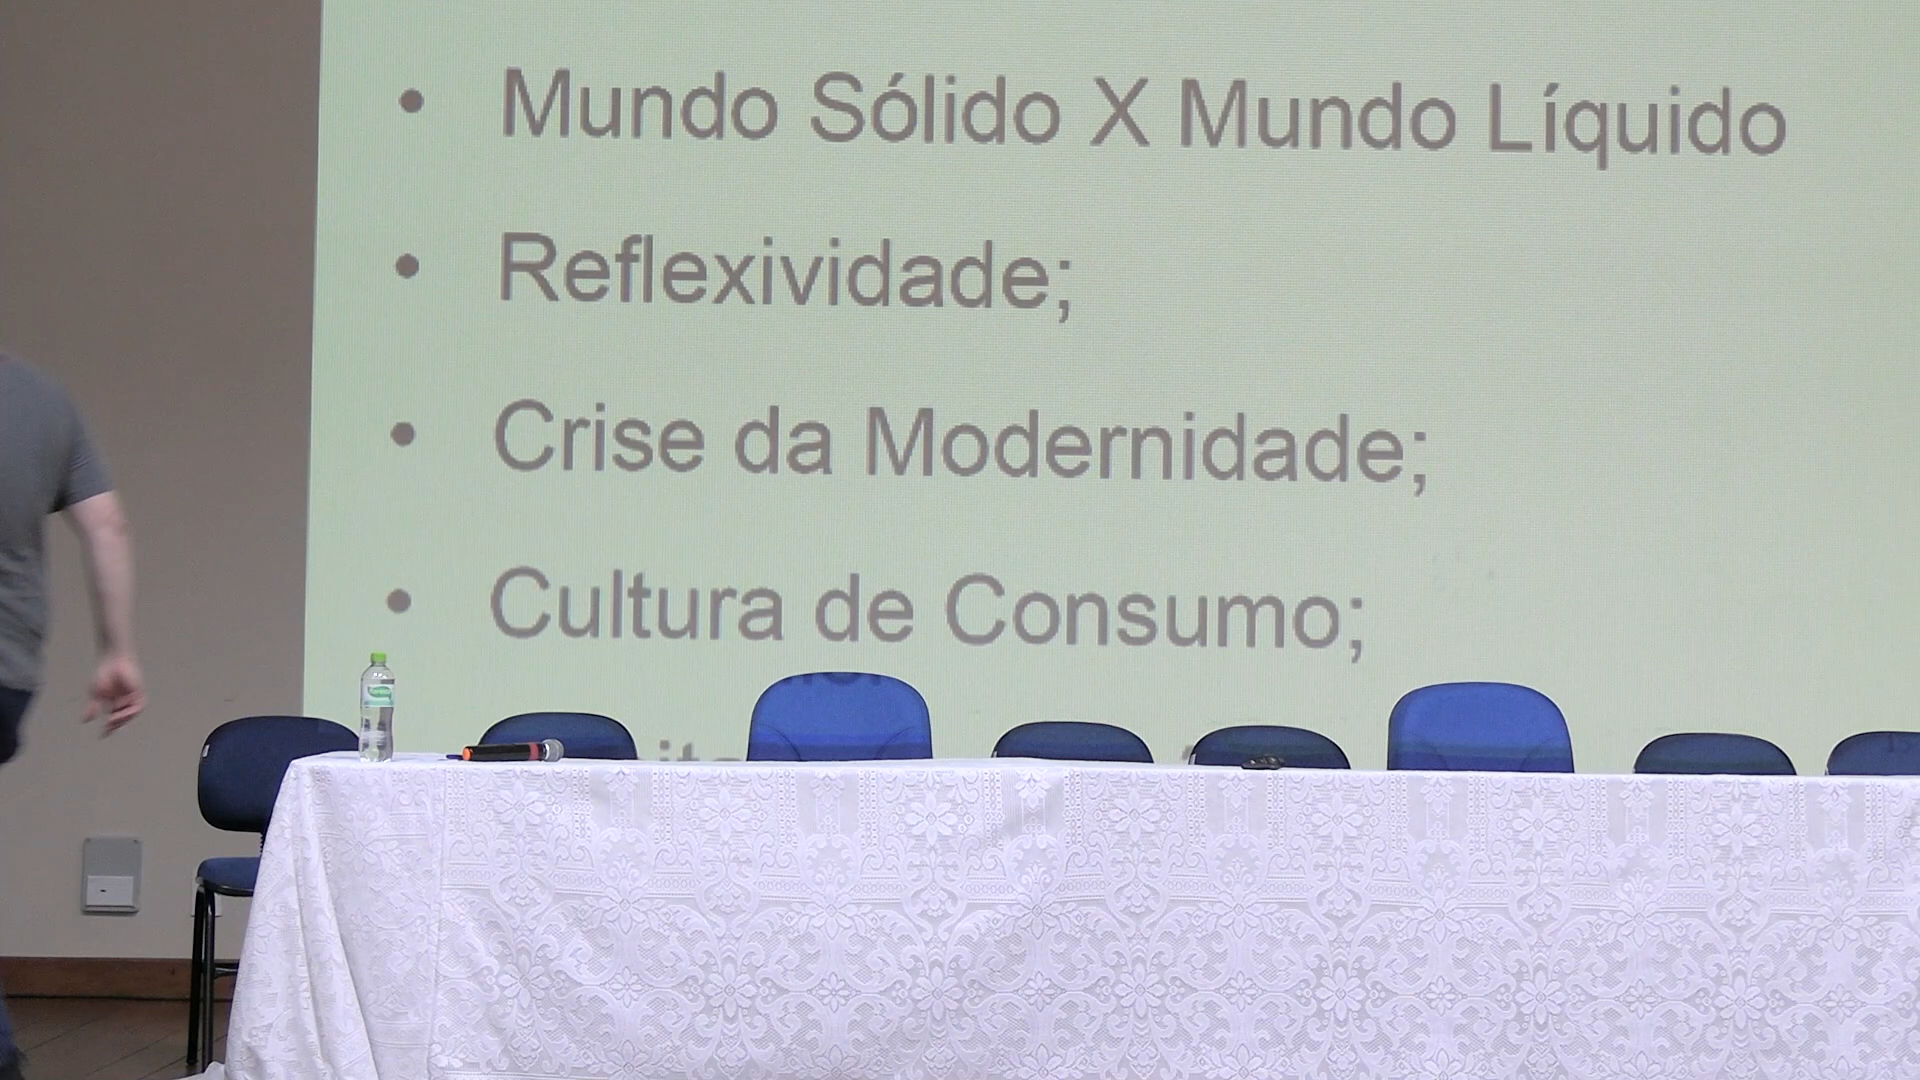 • Mundo Sólido X Mundo Líquido
• Reflexividade;
• Crise da Modernidade;
• Cultura de Consumo;